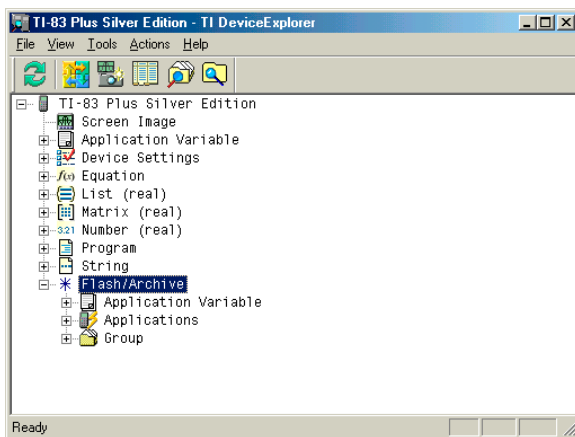 TI-83 Plus Silver Edition - TI DeviceExplorer
File View Tools Actions Help
TI-83 Plus Silver Edition
Screen Image
Application Variable
Device Settings
f(x) Equation
List (real)
Matrix (real)
3.21 Number (real)
Program
String
Flash/Archive
Application Variable
Applications
Group
Ready